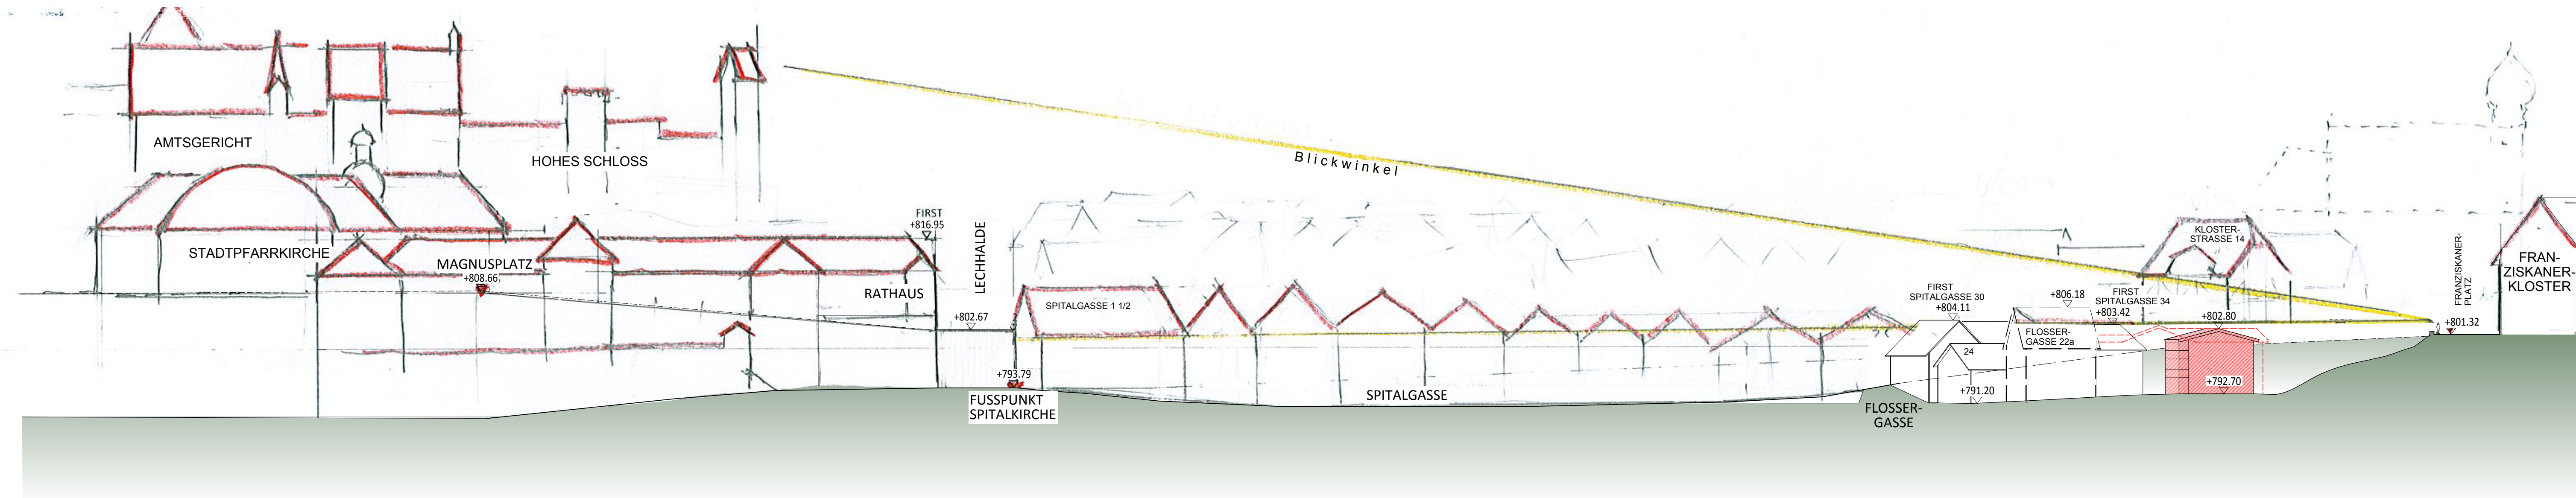 AMTSGERICHT
HOHES SCHLOSS
STADTPFARRKIRCHE
MAGNUSPLATZ
+808.66
FIRST
+816.95
RATHAUS
LECHHALDE
+802.67
+793.79
FUSSPUNKT
SPITALKIRCHE
SPITALGASSE 1 1/2
Blickwinkel
SPITALGASSE
FLOSSER-
GASSE
FIRST
SPITALGASSE 30
+804.11
24
+791.20
+806.18
FLOSSER-
GASSE 22a
FIRST
SPITALGASSE 34
+803.42
KLOSTER-
STRASSE 14
+802.80
+792.70
FRANZISKANER-
PLATZ
+801.32
FRAN-
ZISKANER-
KLOSTER